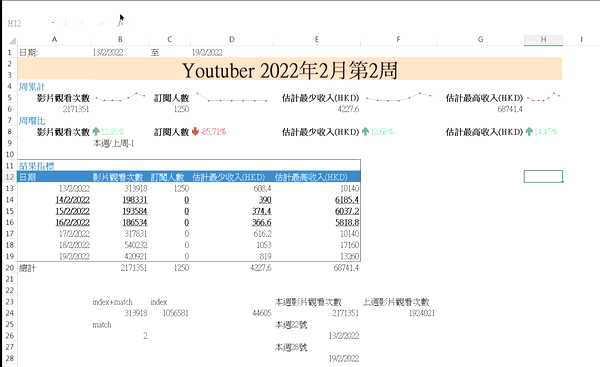 H12 fx
A B C D E F G H I
1 日期: 13/2/2022 至 19/2/2022
2 Youtuber 2022年2月第2周
3
4 周累計
5 影片觀看次數 訂閱人數 估計最少收入(HKD) 估計最高收入(HKD)
6 2171351 1250 4227.6 68741.4
7 周環比
8 影片觀看次數 12.85% 訂閱人數 -85.71% 估計最少收入(HKD) 12.68% 估計最高收入(HKD) 14.45%
9 本週/上周-1
10
11 結果指標
12 日期 影片觀看次數 訂閱人數 估計最少收入(HKD) 估計最高收入(HKD)
13 13/2/2022 313918 1250 608.4 10140
14 14/2/2022 198331 0 390 6185.4
15 15/2/2022 193584 0 374.4 6037.2
16 16/2/2022 186534 0 366.6 5818.8
17 17/2/2022 317831 0 616.2 10140
18 18/2/2022 540232 0 1053 17160
19 19/2/2022 420921 0 819 13260
20 總計 2171351 1250 4227.6 68741.4
21
22
23 index+match index 本週影片觀看次數 上週影片觀看次數
24 313918 1056581 44605 2171351 1924021
25 match 本週22號
26 2 13/2/2022
27 本週28號
28 19/2/2022